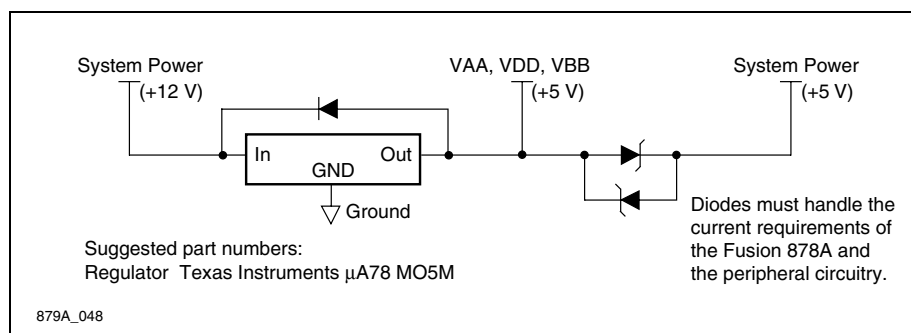 System Power
(+12 V)
VAA, VDD, VBB
(+5 V)
System Power
(+5 V)
In
Out
GND
Ground
Diodes must handle the
current requirements of
the Fusion 878A and
the peripheral circuitry.
Suggested part numbers:
Regulator Texas Instruments μA78 MO5M
879A_048